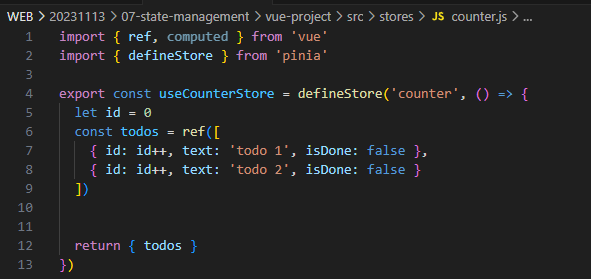 WEB > 20231113 > 07-state-management > vue-project > src > stores > JS counter.js > ...
1 import { ref, computed } from 'vue'
2 import { defineStore } from 'pinia'
3
4 export const useCounterStore = defineStore('counter', () => {
5 let id = 0
6 const todos = ref([
7 { id: id++, text: 'todo 1', isDone: false },
8 { id: id++, text: 'todo 2', isDone: false }
9 ])
10
11
12 return { todos }
13 })